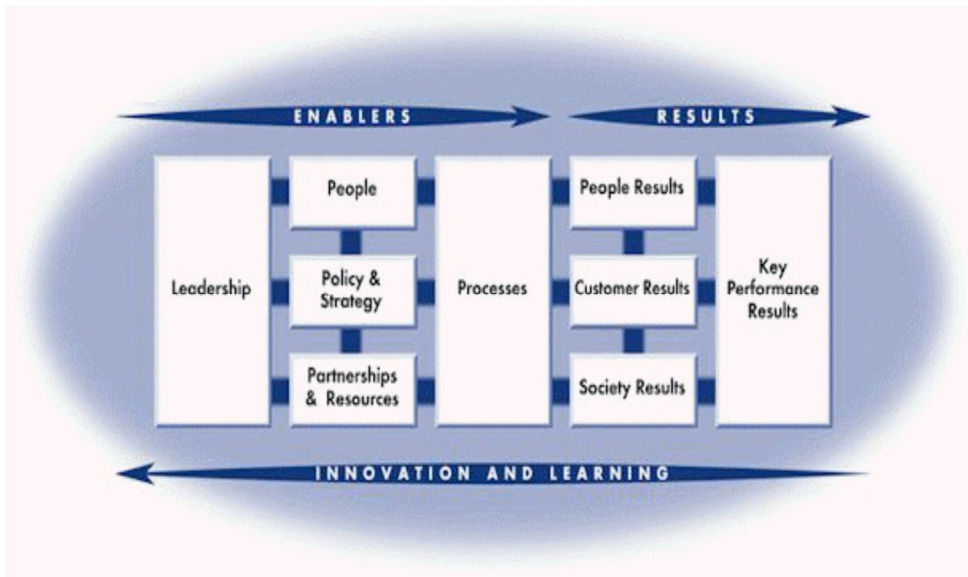 ENABLERS
RESULTS
Leadership
People
Policy &
Strategy
Partnerships
& Resources
Processes
People Results
Customer Results
Society Results
Key
Performance
Results
INNOVATION AND LEARNING